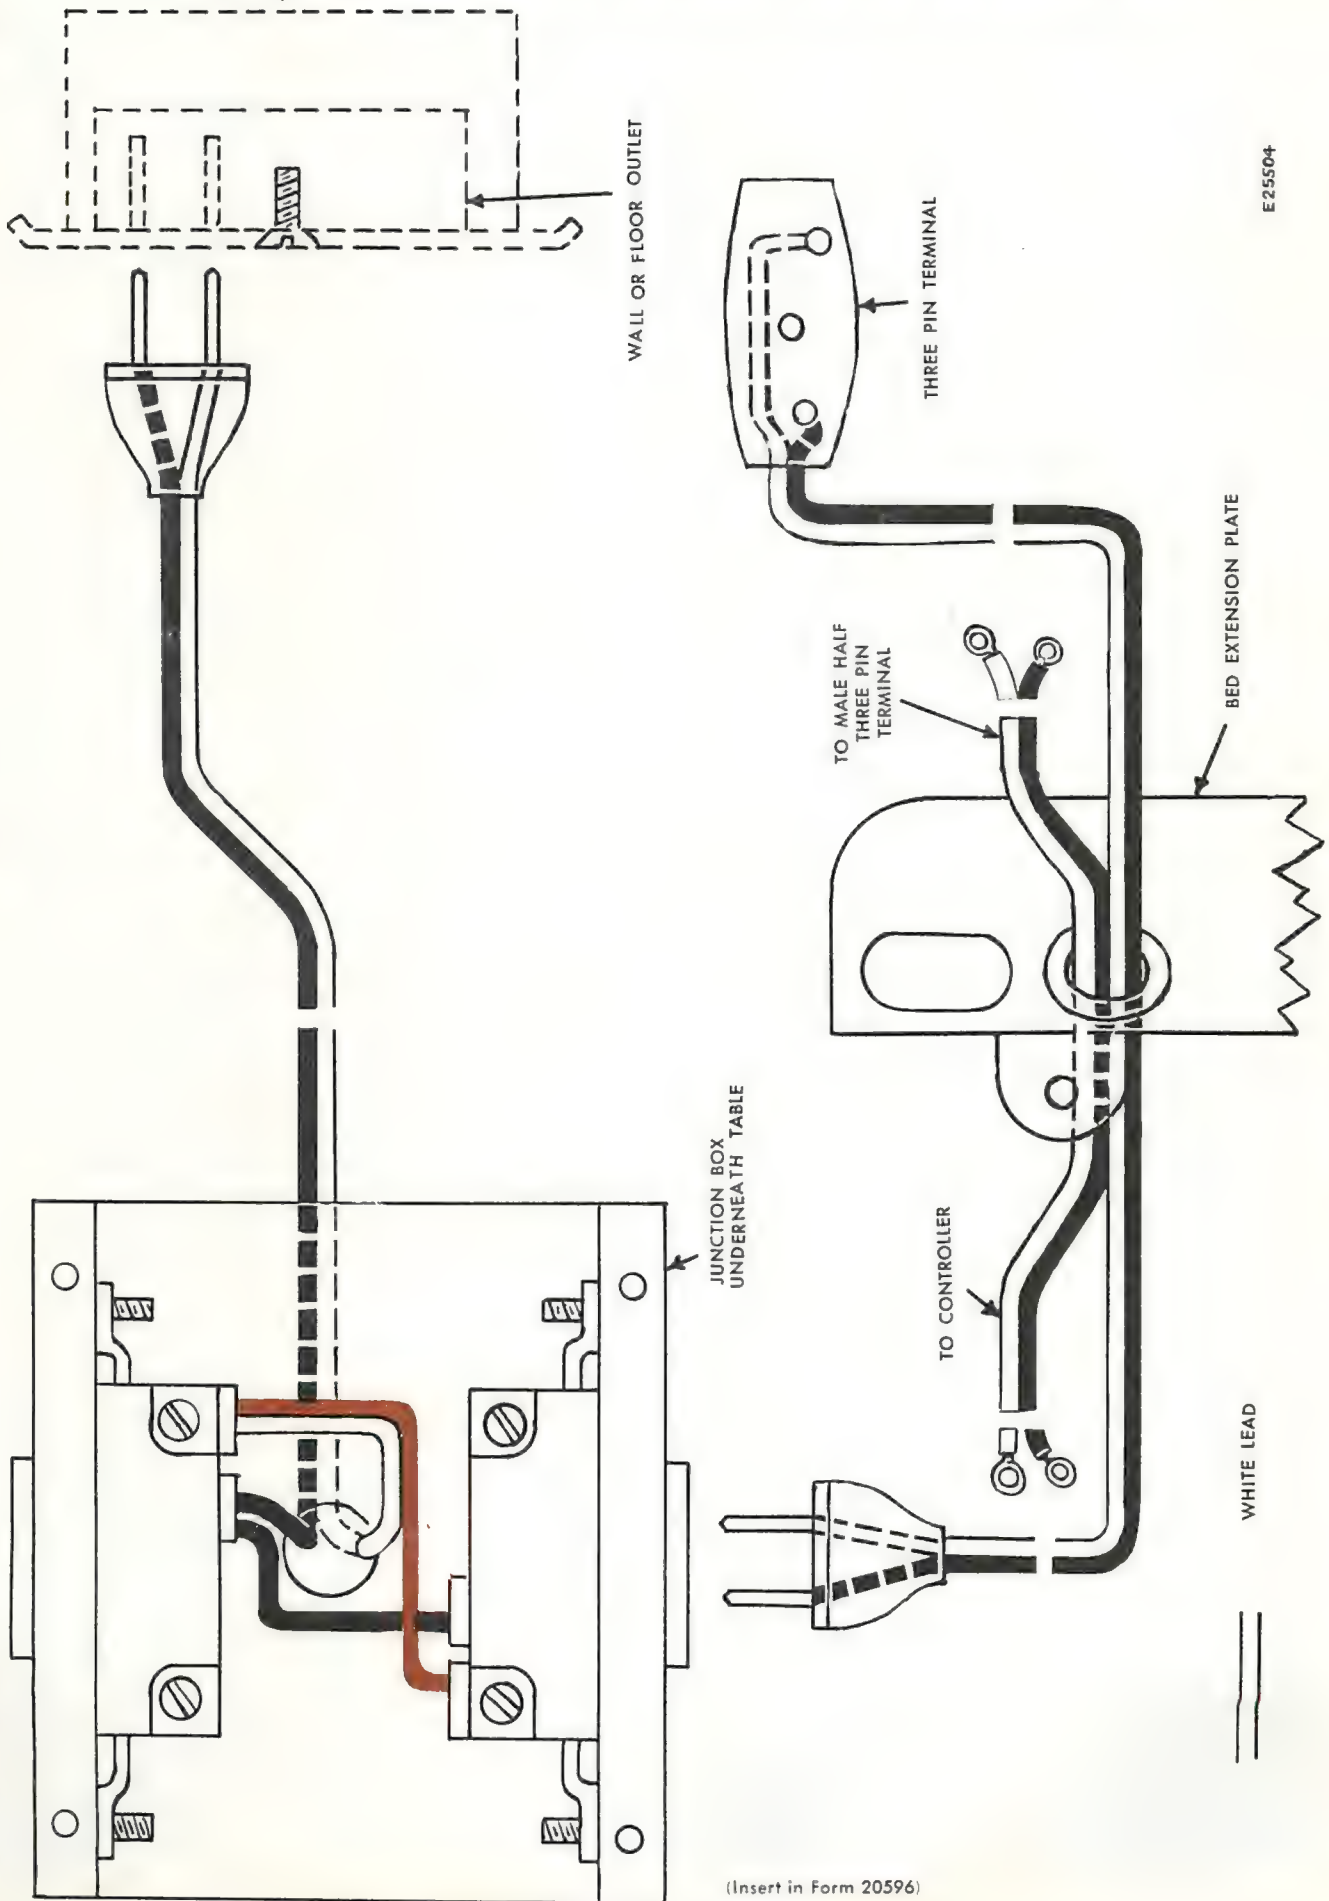 WALL OR FLOOR OUTLET
THREE PIN TERMINAL
E25504
TO MALE HALF
THREE PIN
TERMINAL
BED EXTENSION PLATE
JUNCTION BOX
UNDERNEATH TABLE
TO CONTROLLER
WHITE LEAD
(Insert in Form 20596)